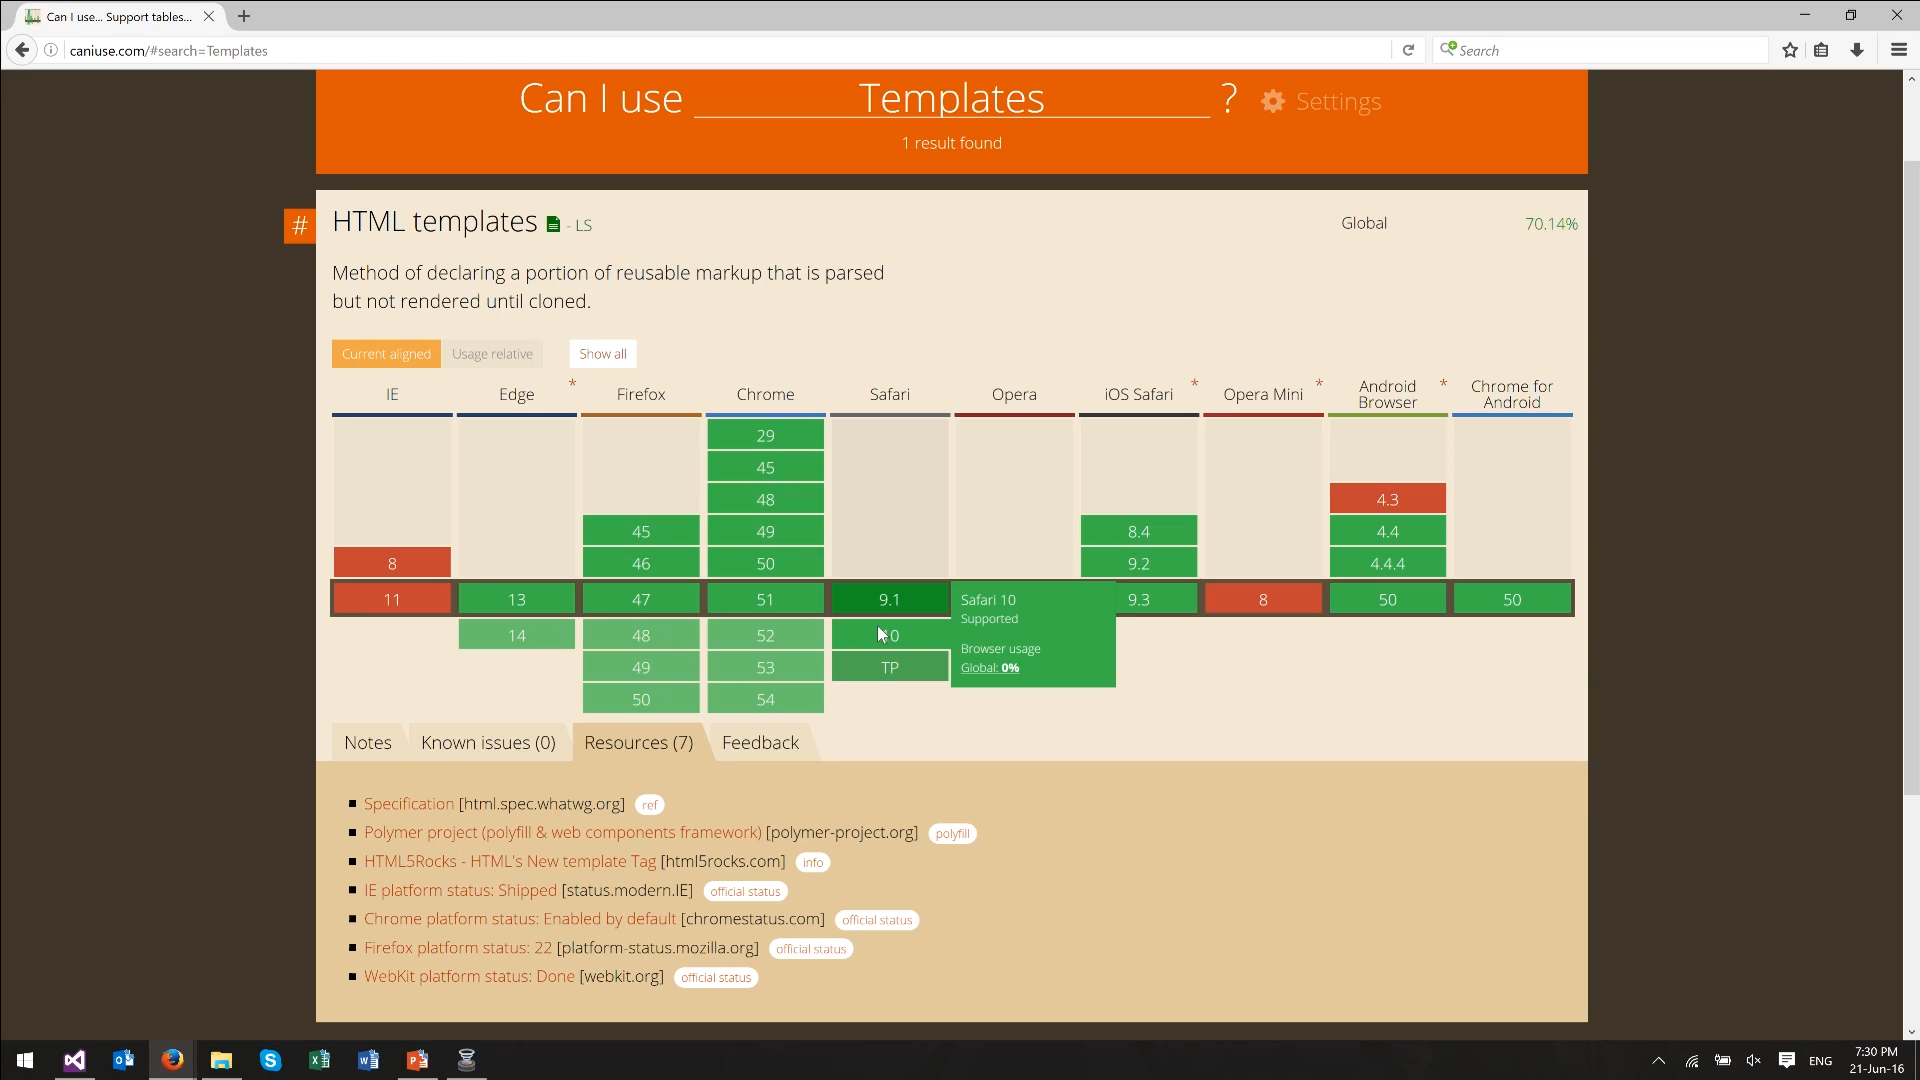 Can I use... Support tables...
caniuse.com/#search=Templates
Search
Can I use Templates ? Settings
1 result found
#
HTML templates - LS
Global 70.14%
Method of declaring a portion of reusable markup that is parsed
but not rendered until cloned.
Current aligned Usage relative Show all
IE Edge * Firefox Chrome Safari Opera iOS Safari * Opera Mini * Android Browser * Chrome for Android
29
45
48 4.3
45 49 8.4 4.4
8 46 50 9.2 4.4.4
11 13 47 51 9.1 9.3 8 50 50
14 48 52 0
49 53 TP
50 54
Safari 10
Supported
Browser usage
Global: 0%
Notes Known issues (0) Resources (7) Feedback
Specification [html.spec.whatwg.org] ref
Polymer project (polyfill & web components framework) [polymer-project.org] polyfill
HTML5Rocks - HTML's New template Tag [html5rocks.com] info
IE platform status: Shipped [status.modern.IE] official status
Chrome platform status: Enabled by default [chromestatus.com] official status
Firefox platform status: 22 [platform-status.mozilla.org] official status
WebKit platform status: Done [webkit.org] official status
ENG
7:30 PM
21-Jun-16